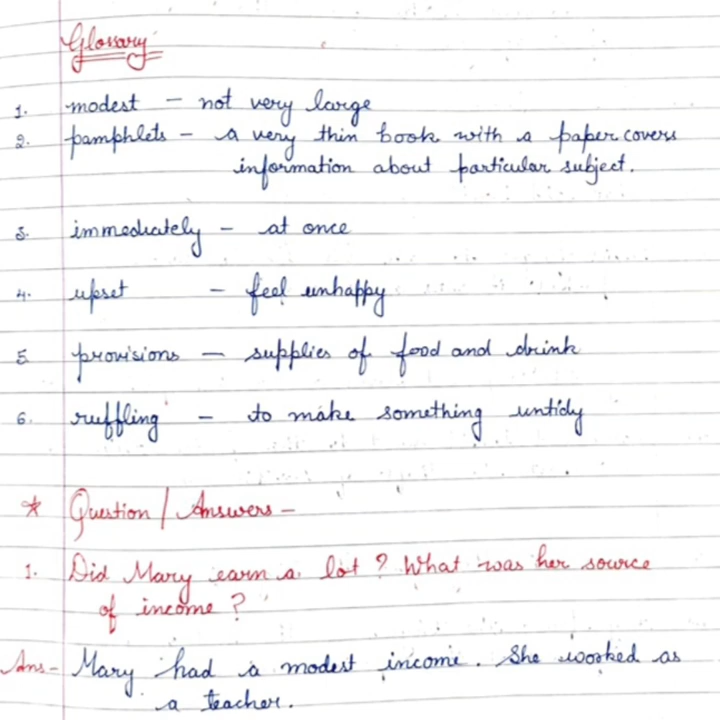 Glossary
1. modest – not very large
2. pamphlets – a very thin book with a paper covers
information about particular subject.
3. immediately – at once
4. upset – feel unhappy
5. provisions – supplies of food and drink
6. ruffling – to make something untidy
* Question / Answers –
1. Did Mary earn a lot ? What was her source
of income ?
Ans – Mary had a modest income. She worked as
a teacher.